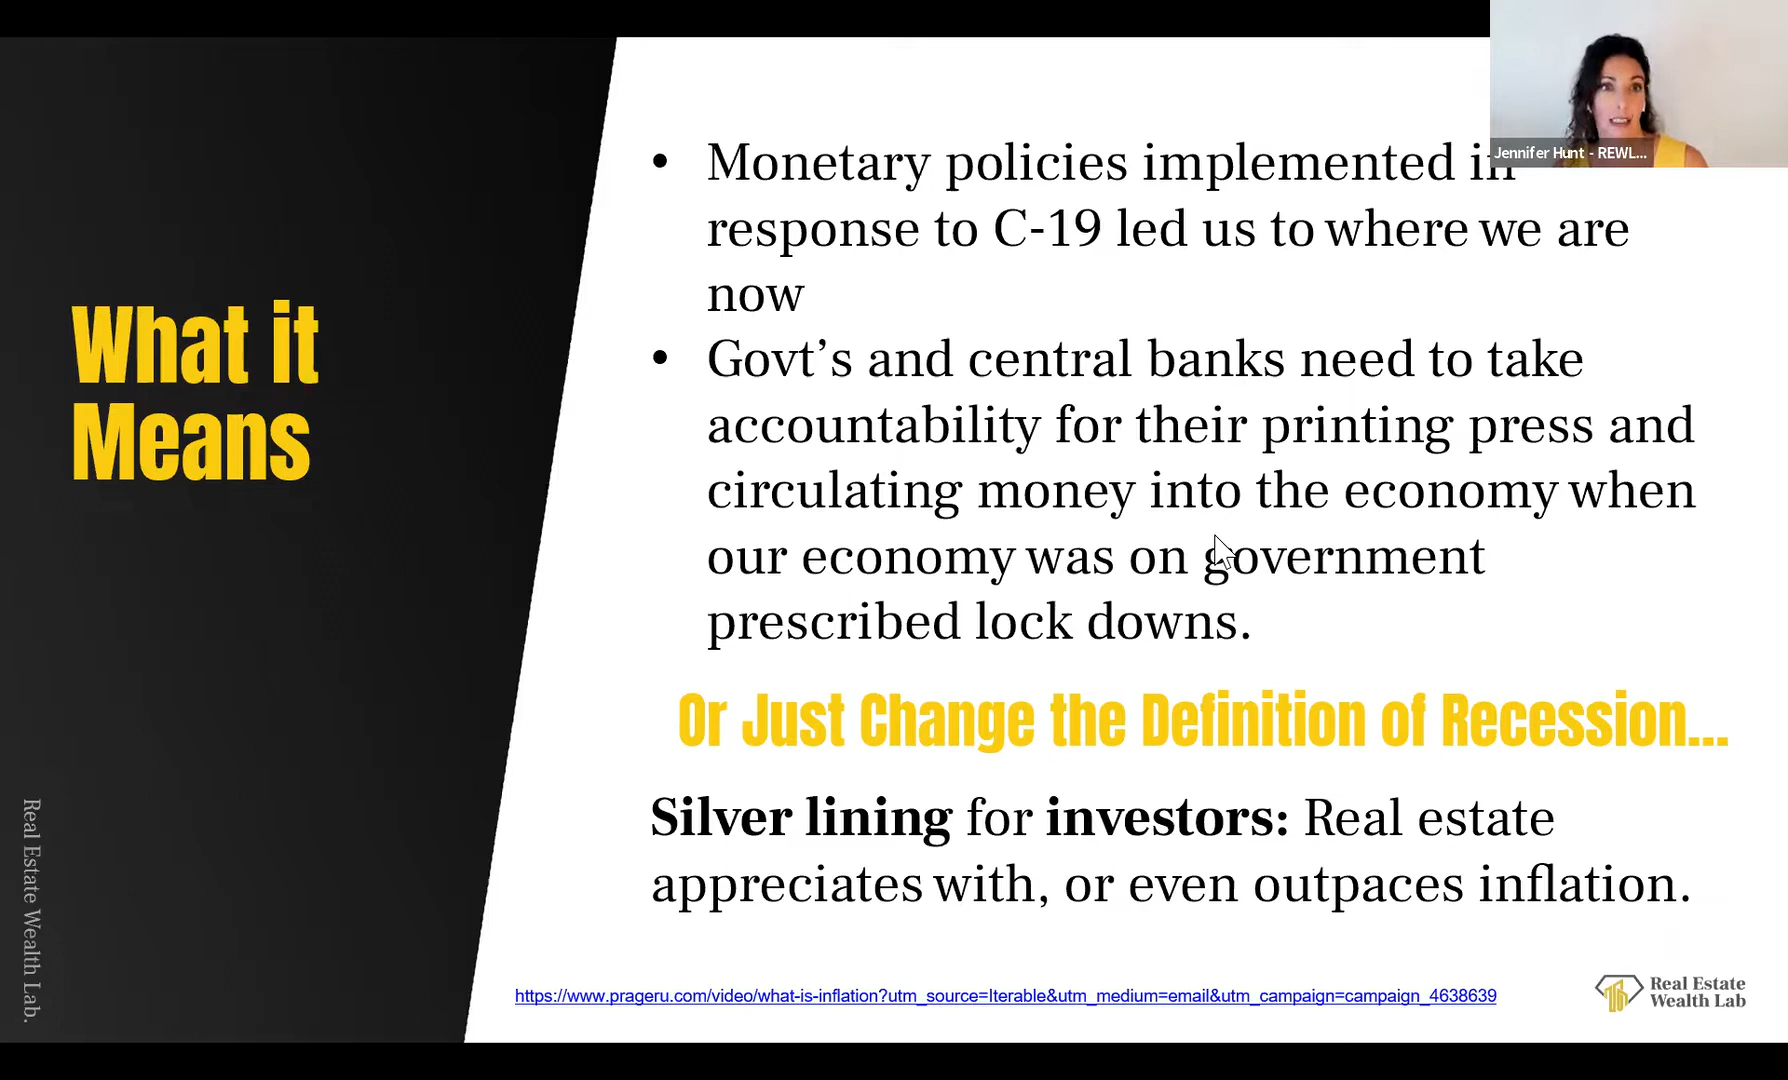 What it
Means
Real Estate Wealth Lab.
Jennifer Hunt - REWL...
• Monetary policies implemented in
response to C-19 led us to where we are
now
• Govt’s and central banks need to take
accountability for their printing press and
circulating money into the economy when
our economy was on government
prescribed lock downs.
Or Just Change the Definition of Recession...
Silver lining for investors: Real estate
appreciates with, or even outpaces inflation.
https://www.prageru.com/video/what-is-inflation?utm_source=Iterable&utm_medium=email&utm_campaign=campaign_4638639
Real Estate
Wealth Lab